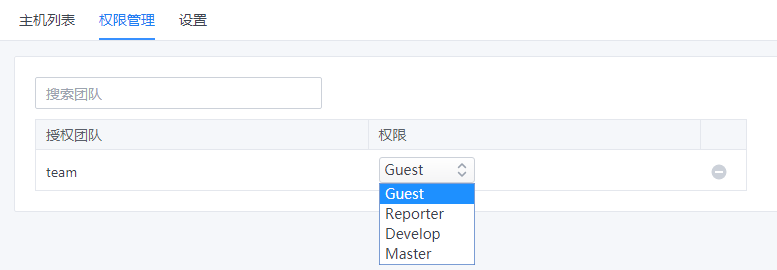 主机列表 权限管理 设置
搜索团队
授权团队 权限
team Guest
Guest
Reporter
Develop
Master